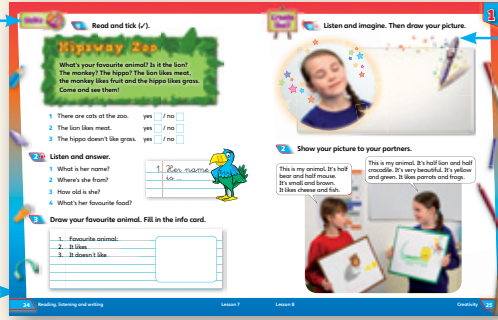 Skills
1 Read and tick (✓).
Hipsway Zoo
What's your favourite animal? Is it the lion?
The monkey? The hippo? The lion likes meat,
the monkey likes fruit and the hippo likes grass.
Come and see them!
1 There are cats at the zoo. yes / no
2 The lion likes meat. yes / no
3 The hippo doesn't like grass. yes / no
2 Listen and answer.
1 What is her name?
2 Where's she from?
3 How old is she?
4 What's her favourite food?
1 Her name
is ...
3 Draw your favourite animal. Fill in the info card.
1. Favourite animal:
2. It likes
3. It doesn't like
24 Reading, listening and writing Lesson 7
Create
that!
1
1 Listen and imagine. Then draw your picture.
2 Show your picture to your partners.
This is my animal. It's half
bear and half mouse.
It's small and brown.
It likes cheese and fish.
This is my animal. It's half lion and half
crocodile. It's very beautiful. It's yellow
and green. It likes parrots and frogs.
Lesson 8 Creativity 25